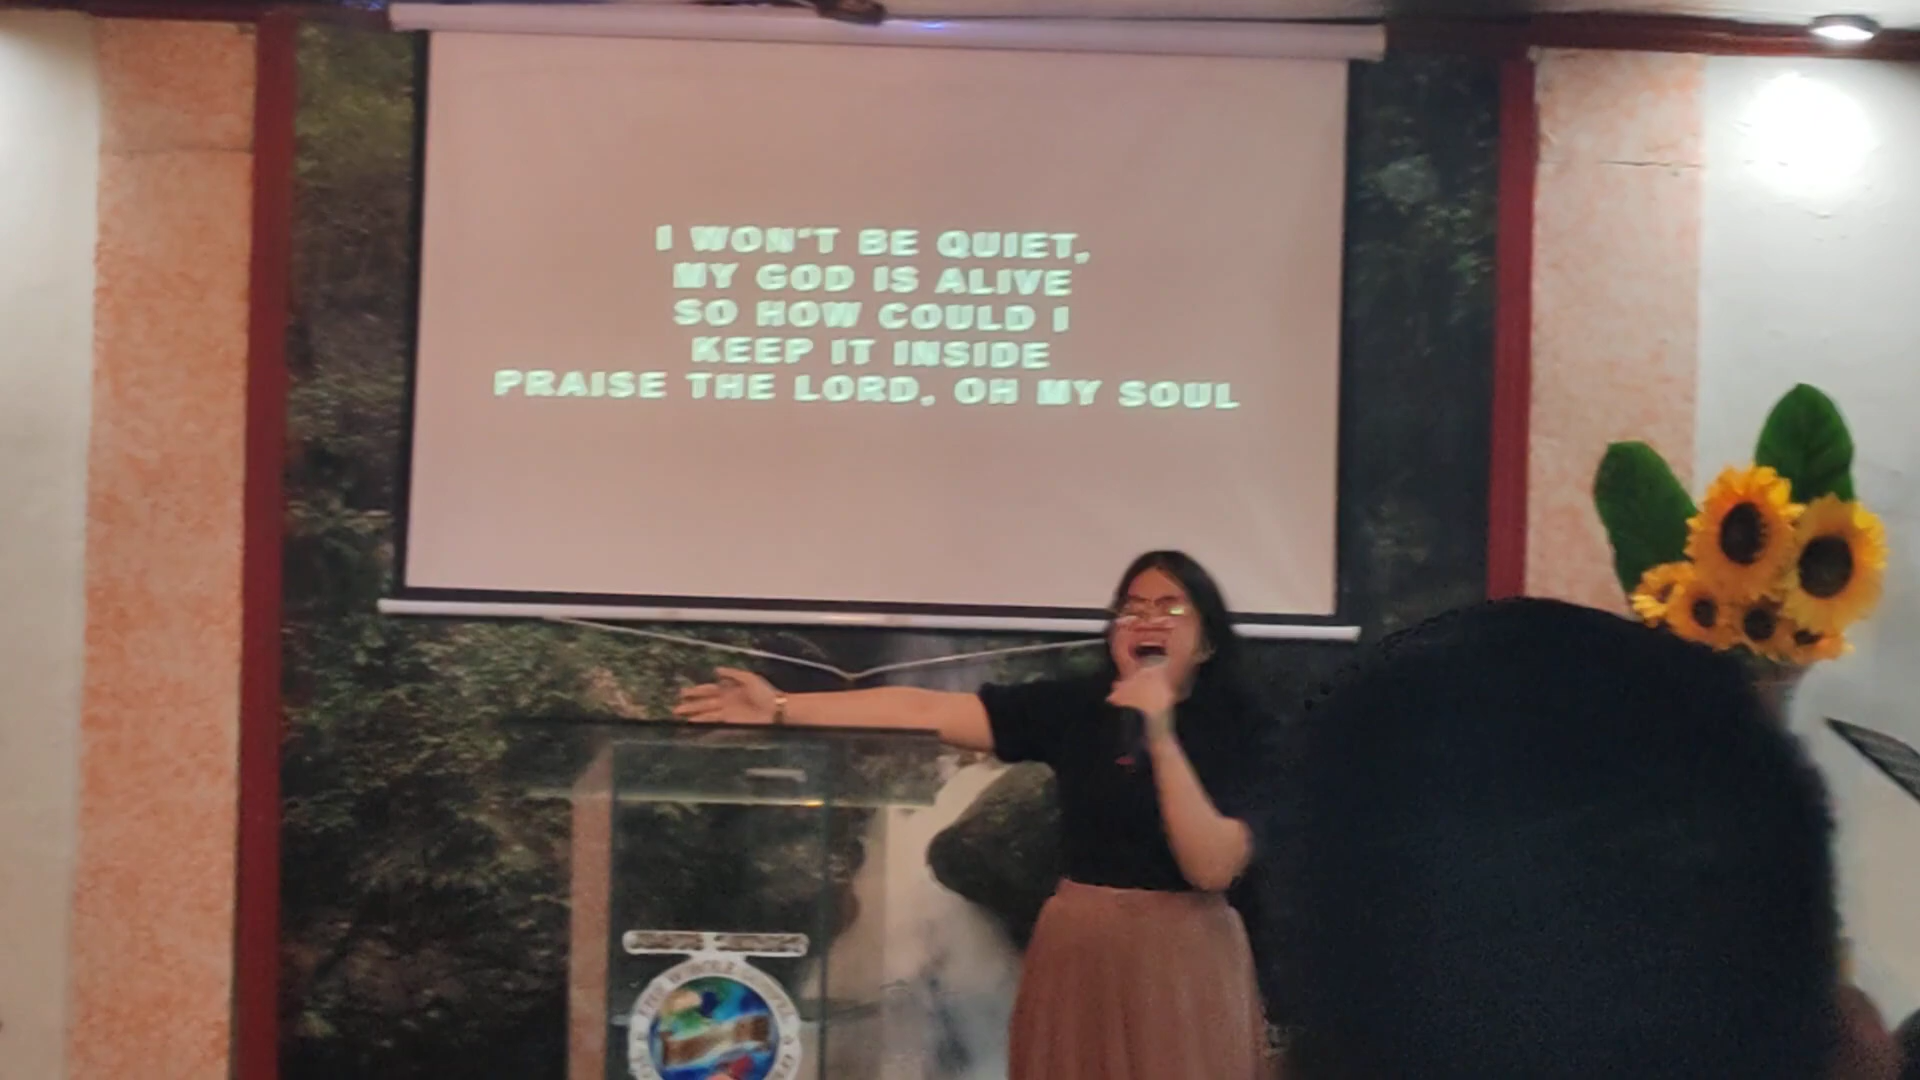 I WON'T BE QUIET,
MY GOD IS ALIVE
SO HOW COULD I
KEEP IT INSIDE
PRAISE THE LORD, OH MY SOUL
WHOLE